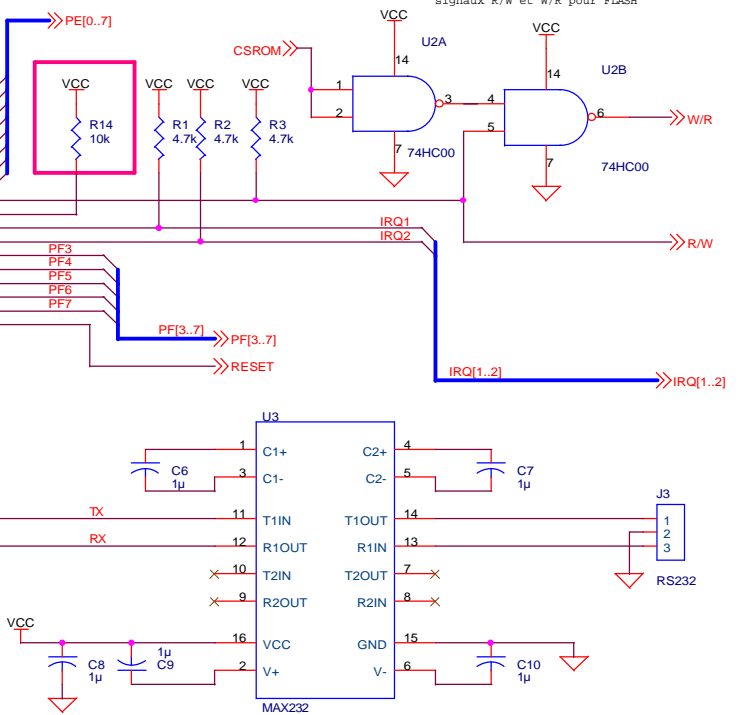 signaux R/W et W/R pour FLASH
PE[0..7]
VCC
VCC
CSROM
U2A
U2B
14
14
VCC
VCC
VCC
VCC
1
2
3
4
5
6
W/R
R14
10k
R1
4.7k
R2
4.7k
R3
4.7k
7
74HC00
7
74HC00
IRQ1
IRQ2
R/W
PF3
PF4
PF5
PF6
PF7
PF[3..7]
PF[3..7]
RESET
IRQ[1..2]
IRQ[1..2]
U3
1
C1+
C2+
4
C6
1µ
3
C1-
C2-
5
C7
1µ
J3
TX
11
T1IN
T1OUT
14
1
2
3
RX
12
R1OUT
R1IN
13
10
T2IN
T2OUT
7
RS232
9
R2OUT
R2IN
8
VCC
16
VCC
GND
15
C8
1µ
1µ
C9
2
V+
V-
6
C10
1µ
MAX232